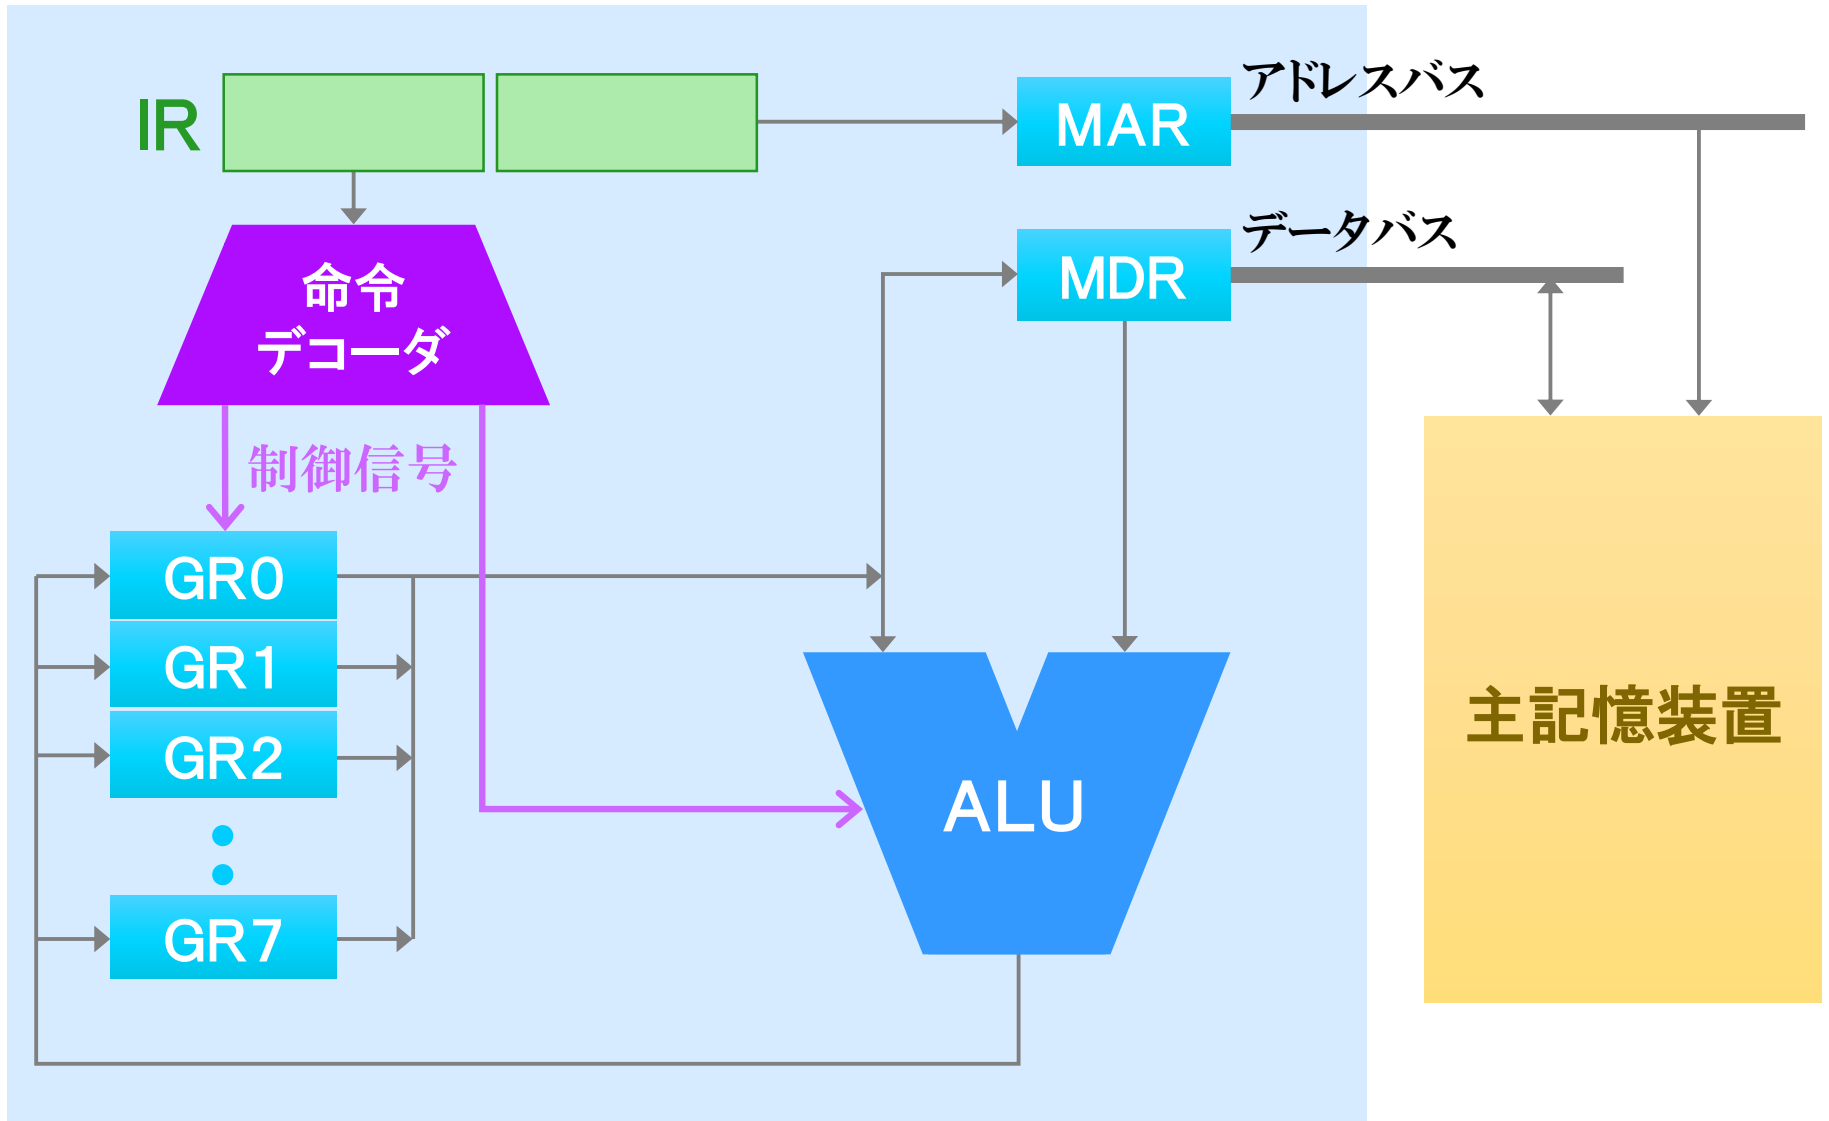 IR
MAR
アドレスバス
MDR
データバス
命令
デコーダ
制御信号
GR0
GR1
GR2
GR7
ALU
主記憶装置